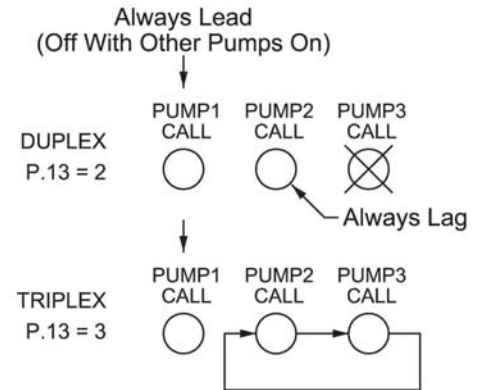 Always Lead
(Off With Other Pumps On)
DUPLEX
P.13 = 2
PUMP1
CALL
PUMP2
CALL
PUMP3
CALL
Always Lag
TRIPLEX
P.13 = 3
PUMP1
CALL
PUMP2
CALL
PUMP3
CALL